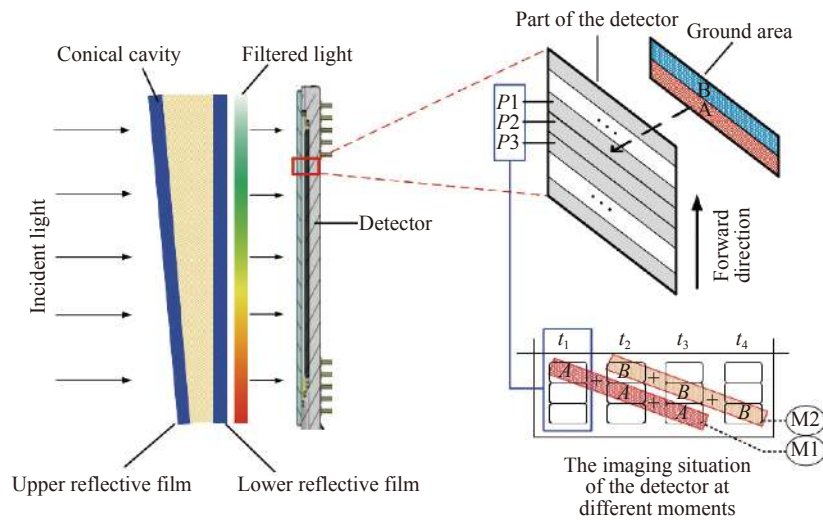 Conical cavity
Filtered light
Part of the detector
Ground area
B
A
P1
P2
P3
...
...
Incident light
Detector
Forward
direction
t1 t2 t3 t4
A + B + +
A + B +
A B
M2
M1
Upper reflective film
Lower reflective film
The imaging situation
of the detector at
different moments